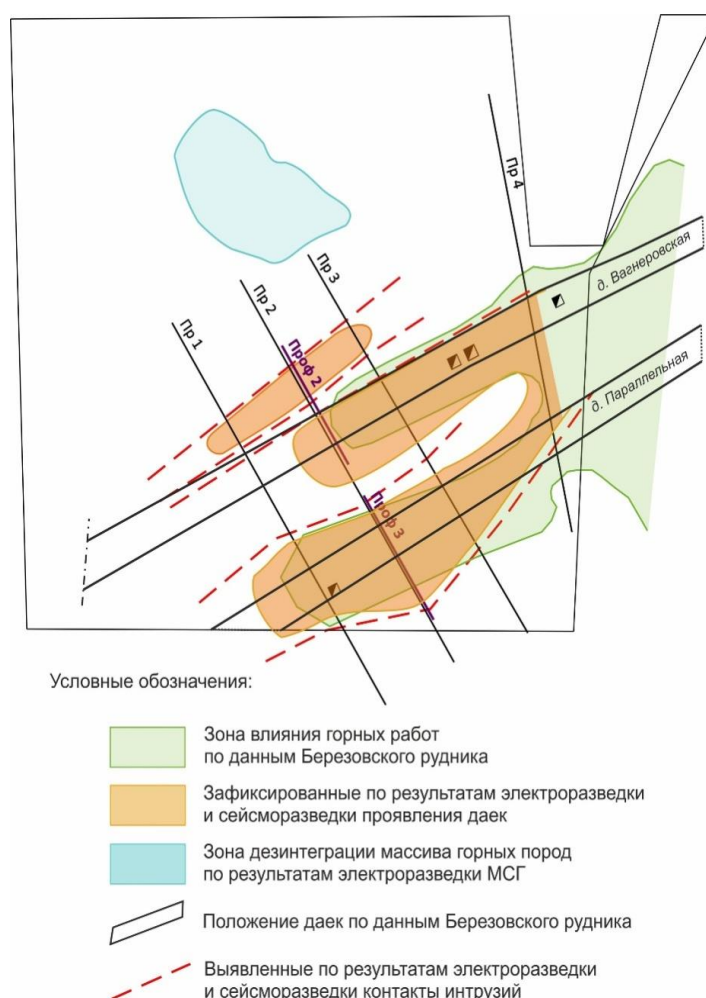 Пр 4
д. Вагнеровская
Пр 3
Пр 2
Пр 1
Проф 2
д. Параллельная
Проф 3
Условные обозначения:
Зона влияния горных работ
по данным Березовского рудника
Зафиксированные по результатам электроразведки
и сейсморазведки проявления даек
Зона дезинтеграции массива горных пород
по результатам электроразведки МСГ
Положение даек по данным Березовского рудника
Выявленные по результатам электроразведки
и сейсморазведки контакты интрузий